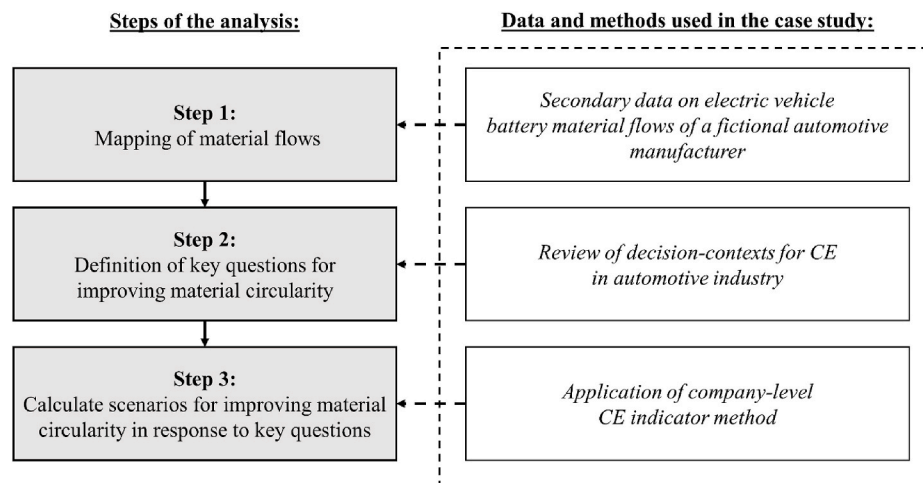 Steps of the analysis:
Data and methods used in the case study:
Step 1:
Mapping of material flows
Secondary data on electric vehicle
battery material flows of a fictional automotive
manufacturer
Step 2:
Definition of key questions for
improving material circularity
Review of decision-contexts for CE
in automotive industry
Step 3:
Calculate scenarios for improving material
circularity in response to key questions
Application of company-level
CE indicator method